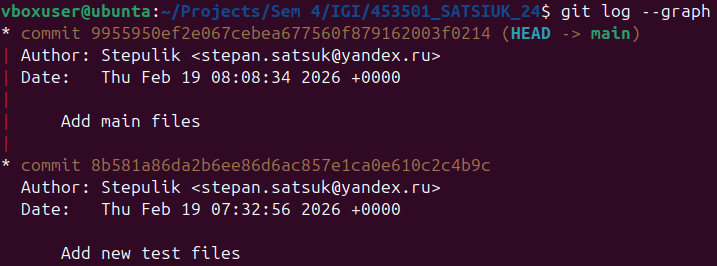 vboxuser@ubuntu:~/Projects/Sem 4/IGI/453501_SATSIUK_24$ git log --graph
* commit 9955950ef2e067cebea677560f879162003f0214 (HEAD -> main)
| Author: Stepulik <stepan.satsuk@yandex.ru>
| Date:   Thu Feb 19 08:08:34 2026 +0000
|
|     Add main files
|
* commit 8b581a86da2b6ee86d6ac857e1ca0e610c2c4b9c
  Author: Stepulik <stepan.satsuk@yandex.ru>
  Date:   Thu Feb 19 07:32:56 2026 +0000

      Add new test files